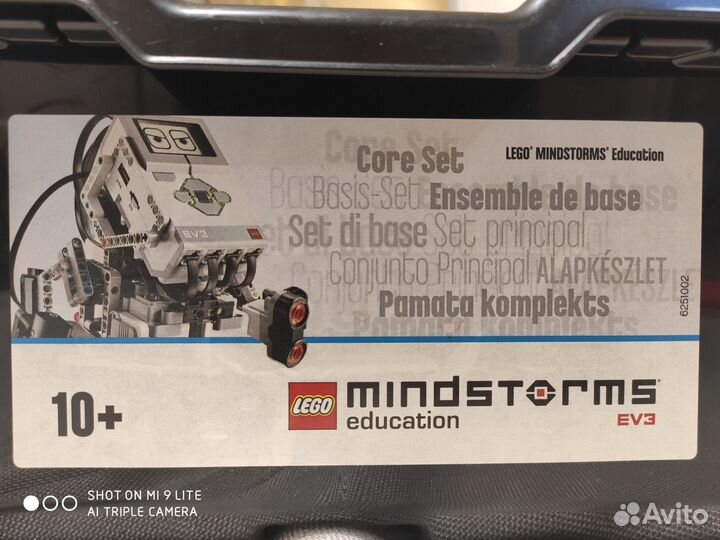 Core Set
LEGO® MINDSTORMS® Education
Basis-Set Ensemble de base
Set di base Set principal
Conjunto Principal ALAPKÉSZLET
Pamata komplekts
6251002
EV3
LEGO
10+
LEGO mindstorms®
education
EV3
SHOT ON MI 9 LITE
AI TRIPLE CAMERA
Avito